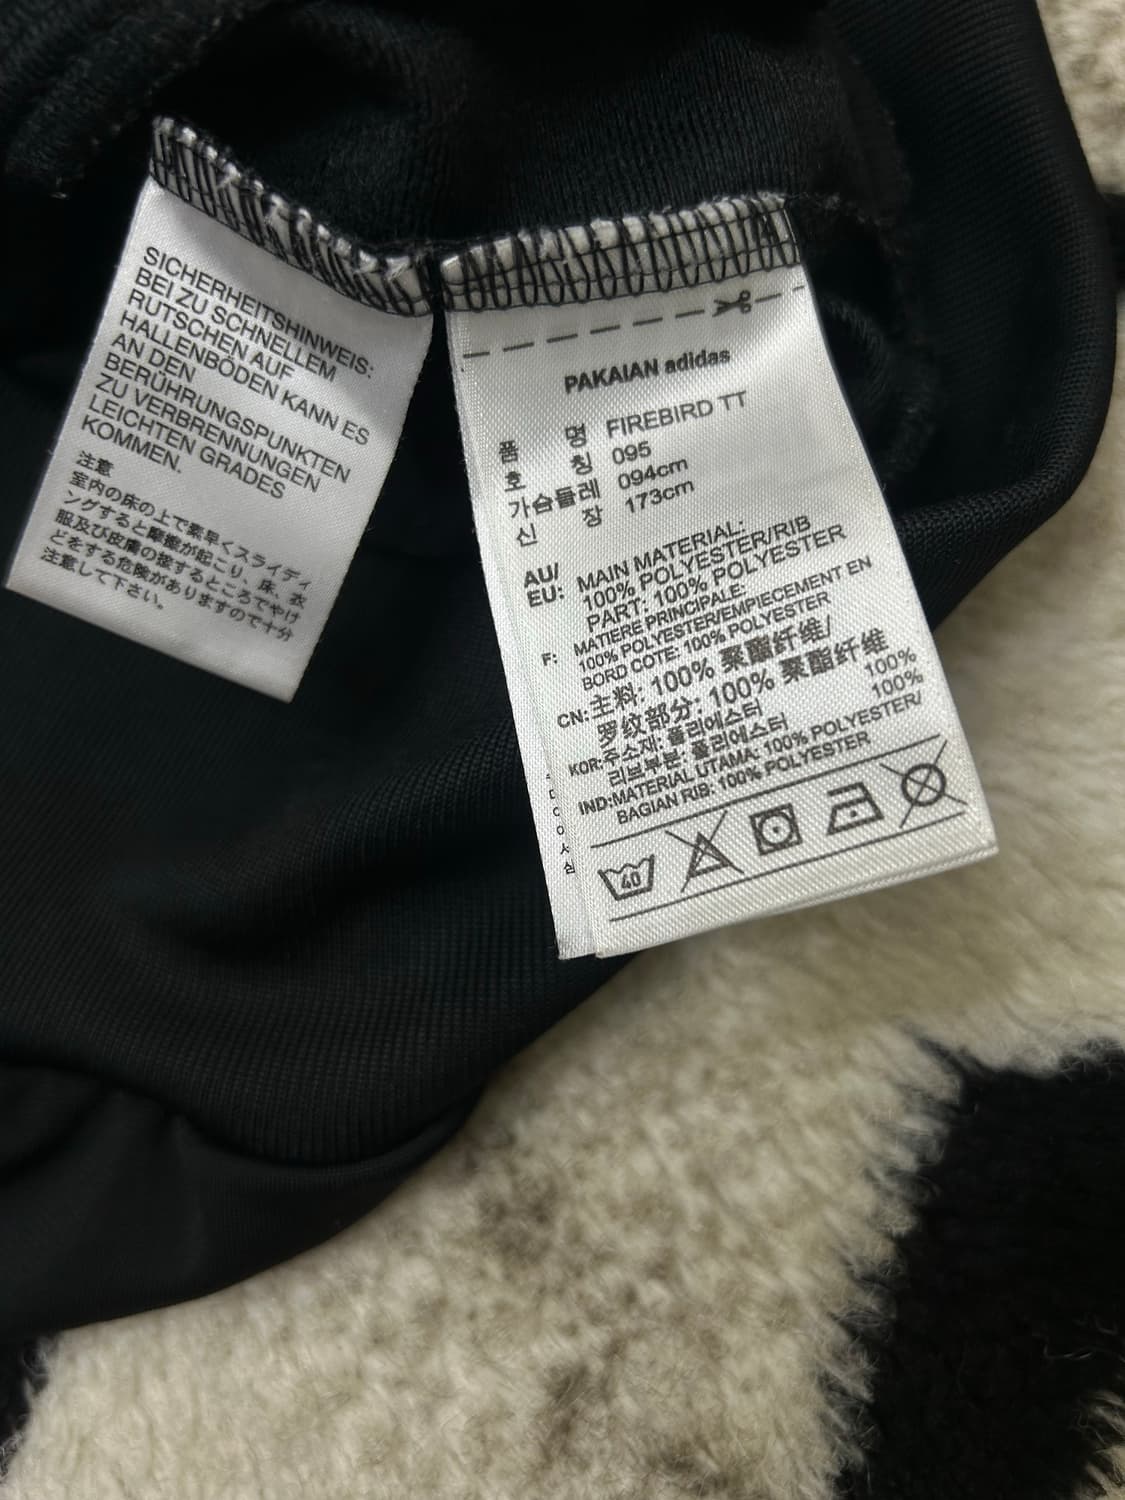 SICHERHEITSHINWEIS:
BEI ZU SCHNELLEM
RUTSCHEN AUF
HALLENBÖDEN KANN ES
AN DEN
BERÜHRUNGSPUNKTEN
ZU VERBRENNUNGEN
LEICHTEN GRADES
KOMMEN.
注意
室内の床の上で素早くスライディ
ングすると摩擦が起こり、床、衣
服及び皮膚の接するところでやけ
どをする危険がありますので十分
注意して下さい。
PAKAIAN adidas
품 명 FIREBIRD TT
호 칭 095
가슴둘레 094cm
신 장 173cm
AU/ MAIN MATERIAL:
EU: 100% POLYESTER/RIB
PART: 100% POLYESTER
F: MATIERE PRINCIPALE:
100% POLYESTER/EMPIECEMENT EN
BORD COTE: 100% POLYESTER
CN: 主料: 100% 聚酯纤维/
罗纹部分: 100% 聚酯纤维
KOR: 주소재: 폴리에스터 100%
리브부분: 폴리에스터 100%
IND: MATERIAL UTAMA: 100% POLYESTER/
BAGIAN RIB: 100% POLYESTER
40